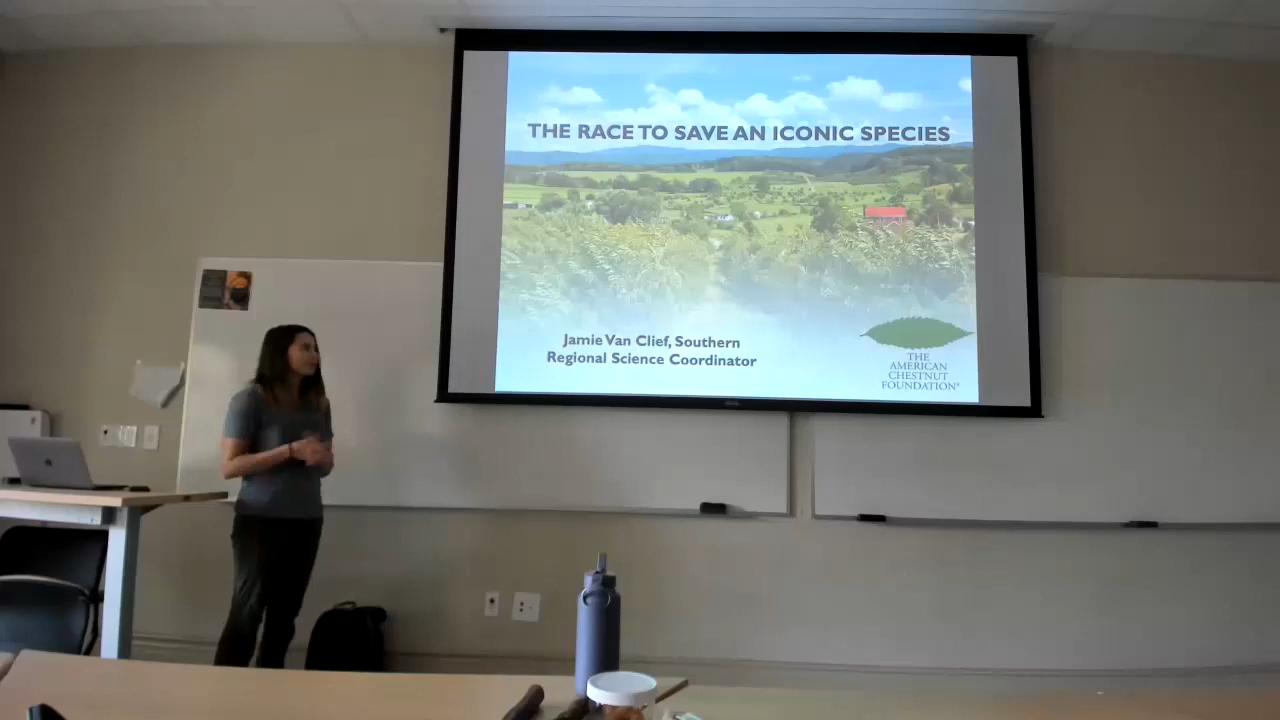 THE RACE TO SAVE AN ICONIC SPECIES
Jamie Van Clief, Southern
Regional Science Coordinator
THE
AMERICAN
CHESTNUT
FOUNDATION®